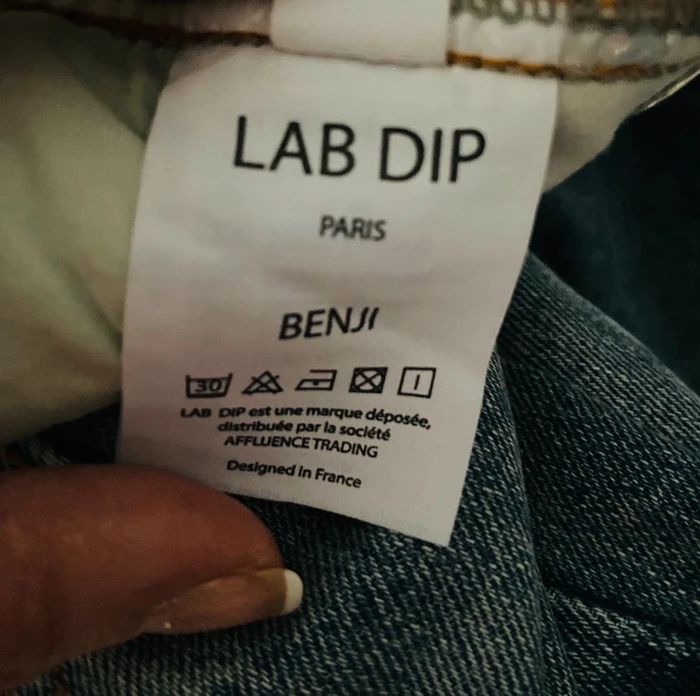 LAB DIP
PARIS
BENJI
30
LAB DIP est une marque déposée,
distribuée par la société
AFFLUENCE TRADING
Designed in France